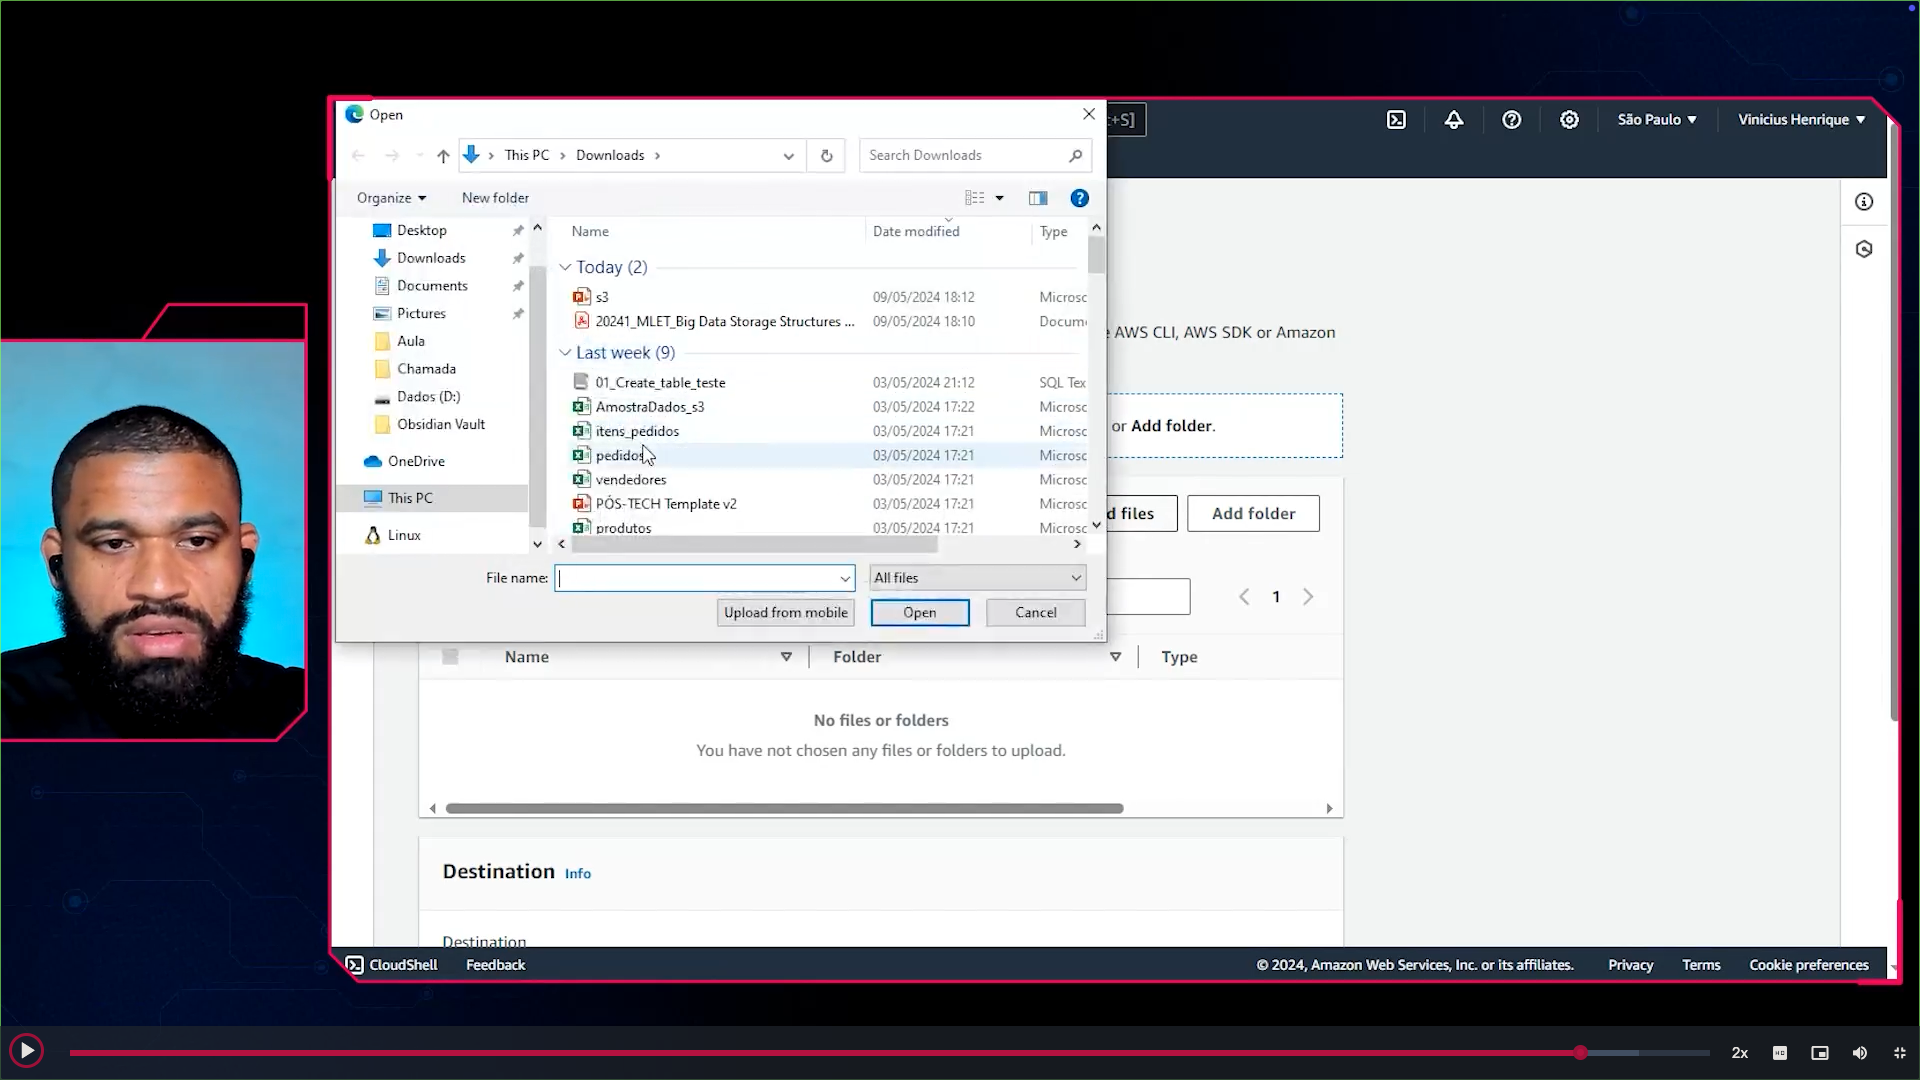 Open
:+S]
São Paulo
Vinicius Henrique
This PC
Downloads
Search Downloads
Organize
New folder
Desktop
Downloads
Documents
Pictures
Aula
Chamada
Dados (D:)
Obsidian Vault
OneDrive
This PC
Linux
Name Date modified Type
Today (2)
s3 09/05/2024 18:12 Microsc
20241_MLET_Big Data Storage Structures ... 09/05/2024 18:10 Docume
Last week (9)
01_Create_table_teste 03/05/2024 21:12 SQL Tex
AmostraDados_s3 03/05/2024 17:22 Microsc
itens_pedidos 03/05/2024 17:21 Microsc
pedidos 03/05/2024 17:21 Microsc
vendedores 03/05/2024 17:21 Microsc
PÓS-TECH Template v2 03/05/2024 17:21 Microsc
produtos 03/05/2024 17:21 Microsc
File name:
All files
Upload from mobile
Open
Cancel
AWS CLI, AWS SDK or Amazon
or Add folder.
d files
Add folder
1
Name Folder Type
No files or folders
You have not chosen any files or folders to upload.
Destination Info
Destination
CloudShell Feedback © 2024, Amazon Web Services, Inc. or its affiliates. Privacy Terms Cookie preferences
2x
HD